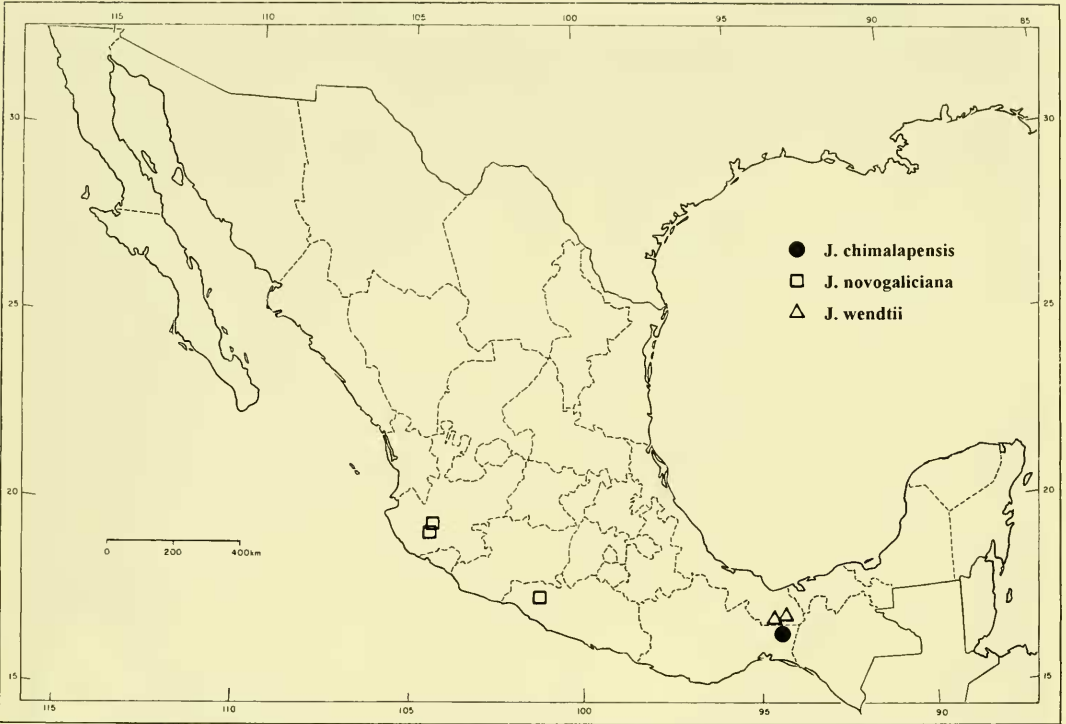 115 110 105 100 95 90 85
30 30
J. chimalapensis
J. novogaliciana
J. wendtii
25 25
20 20
0 200 400km
15 15
115 110 105 100 95 90